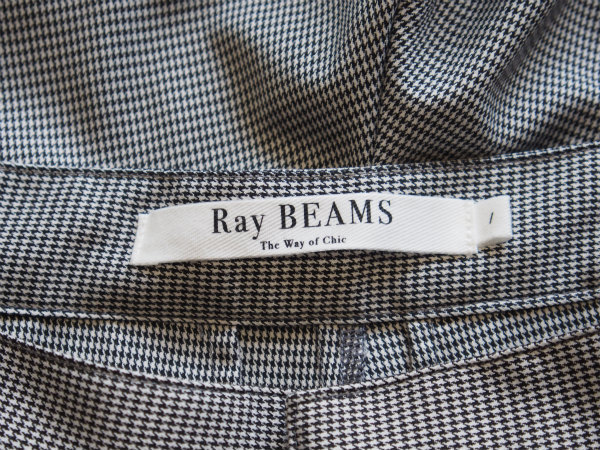 Ray BEAMS
The Way of Chic
1